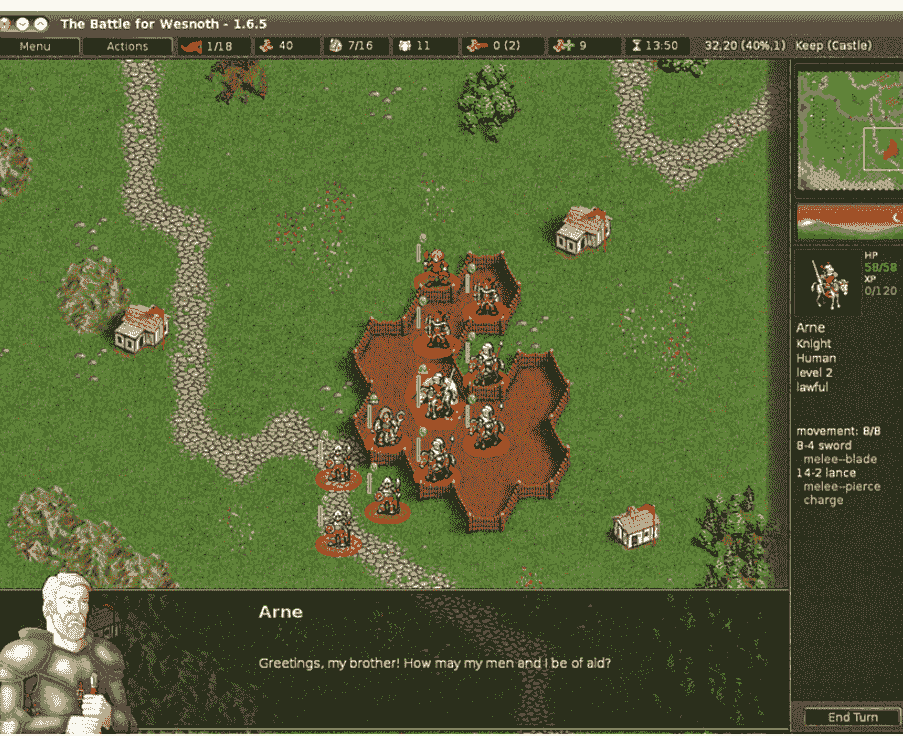 The Battle for Wesnoth - 1.6.5
Menu Actions 1/18 40 7/16 11 0 (2) 9 13:50 32,20 (40%,1) Keep (Castle)
HP
58/58
XP
0/120
Arne
Knight
Human
level 2
lawful
movement: 8/8
8-4 sword
melee--blade
14-2 lance
melee--pierce
charge
Arne
Greetings, my brother! How may my men and I be of aid?
End Turn